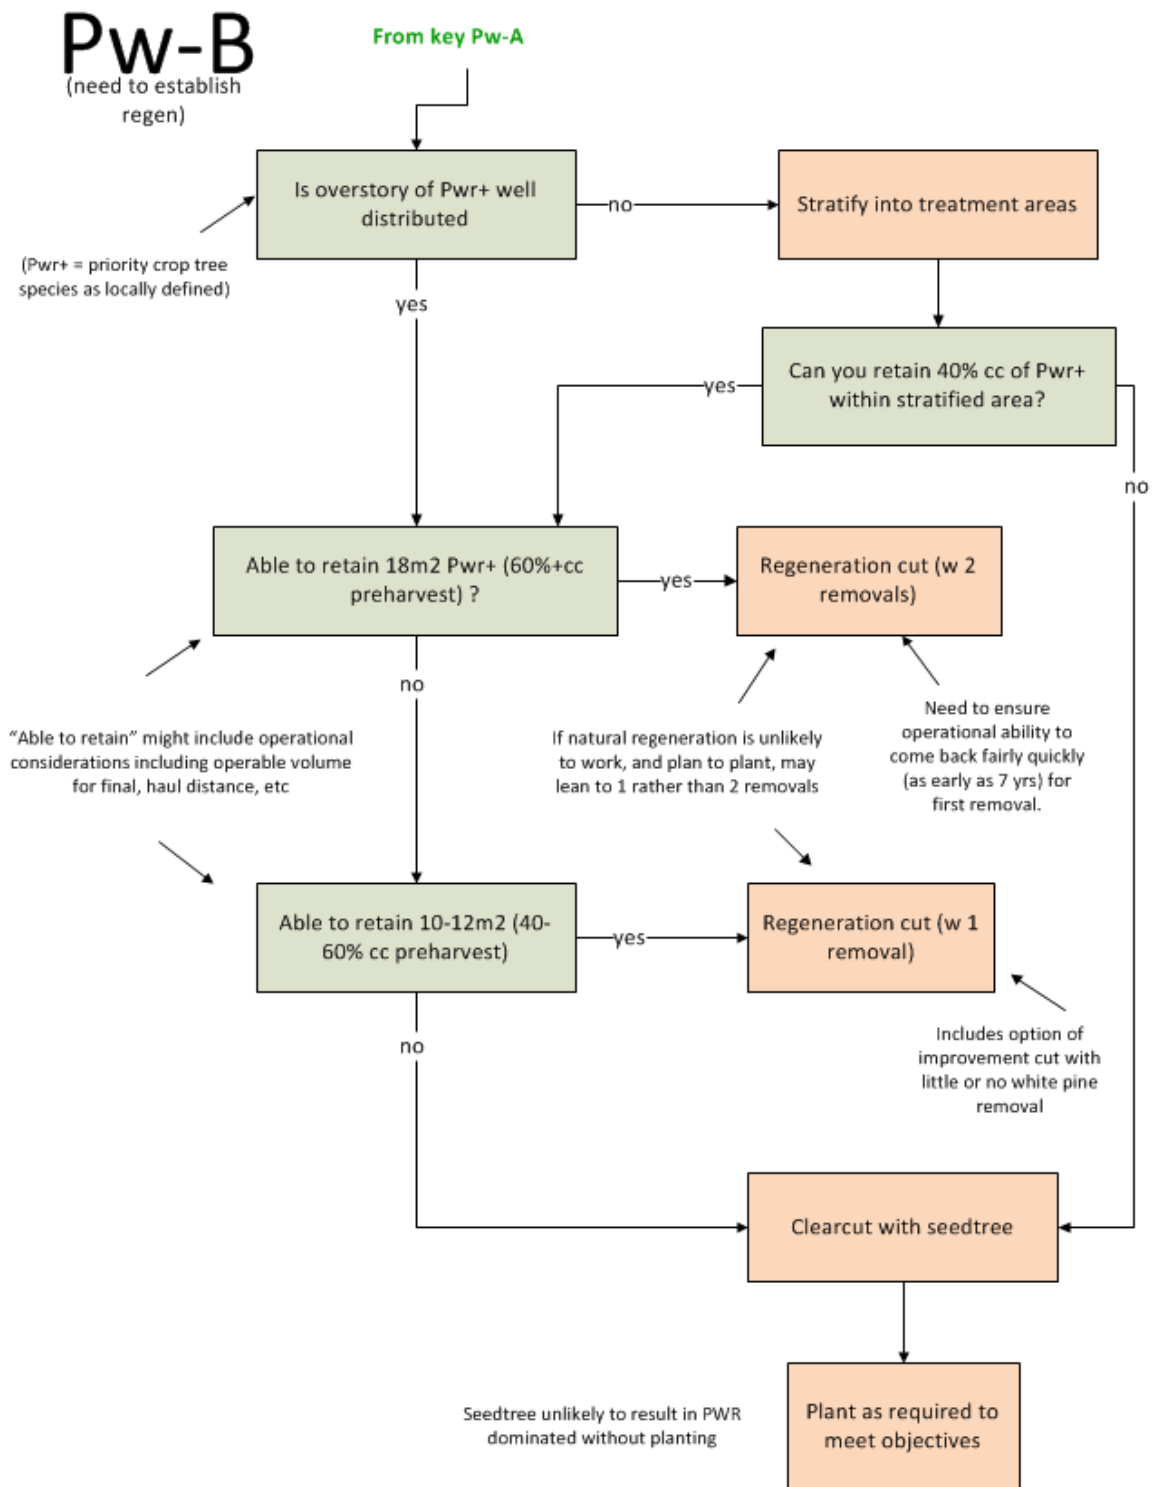 Pw-B
(need to establish
regen)
From key Pw-A
Is overstory of Pwr+ well
distributed
no
Stratify into treatment areas
(Pwr+ = priority crop tree
species as locally defined)
yes
Can you retain 40% cc of Pwr+
within stratified area?
yes
no
Able to retain 18m2 Pwr+ (60%+cc
preharvest) ?
yes
Regeneration cut (w 2
removals)
no
"Able to retain" might include operational
considerations including operable volume
for final, haul distance, etc
If natural regeneration is unlikely
to work, and plan to plant, may
lean to 1 rather than 2 removals
Need to ensure
operational ability to
come back fairly quickly
(as early as 7 yrs) for
first removal.
Able to retain 10-12m2 (40-
60% cc preharvest)
yes
Regeneration cut (w 1
removal)
no
Includes option of
improvement cut with
little or no white pine
removal
Clearcut with seedtree
Seedtree unlikely to result in PWR
dominated without planting
Plant as required to
meet objectives